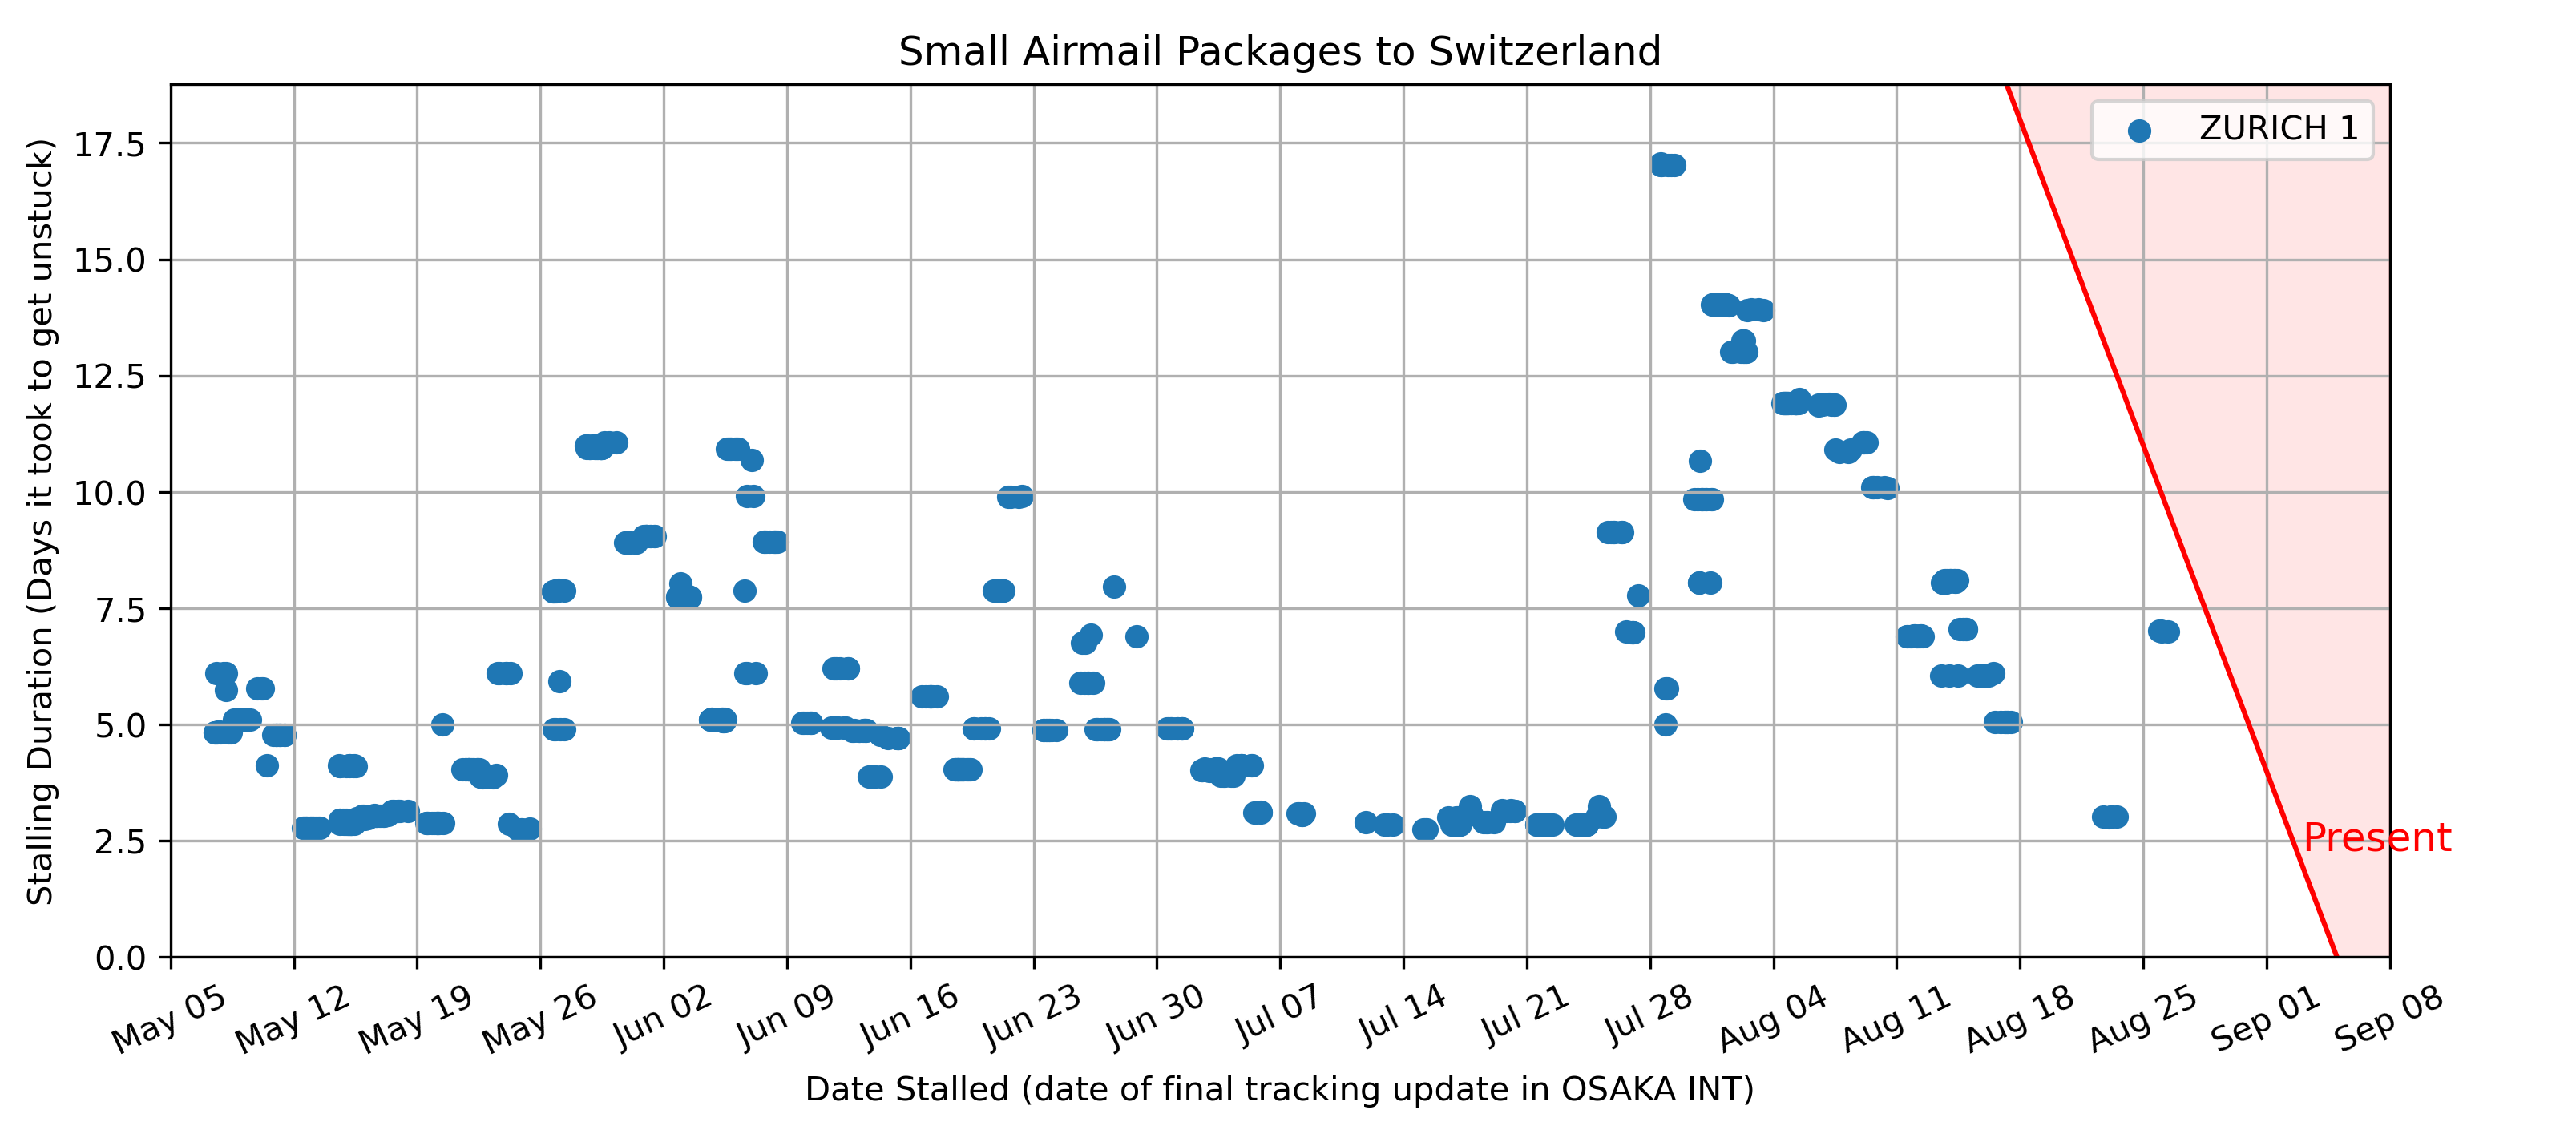 Small Airmail Packages to Switzerland
Stalling Duration (Days it took to get unstuck)
17.5
15.0
12.5
10.0
7.5
5.0
2.5
0.0
ZURICH 1
Present
May 05 May 12 May 19 May 26 Jun 02 Jun 09 Jun 16 Jun 23 Jun 30 Jul 07 Jul 14 Jul 21 Jul 28 Aug 04 Aug 11 Aug 18 Aug 25 Sep 01 Sep 08
Date Stalled (date of final tracking update in OSAKA INT)